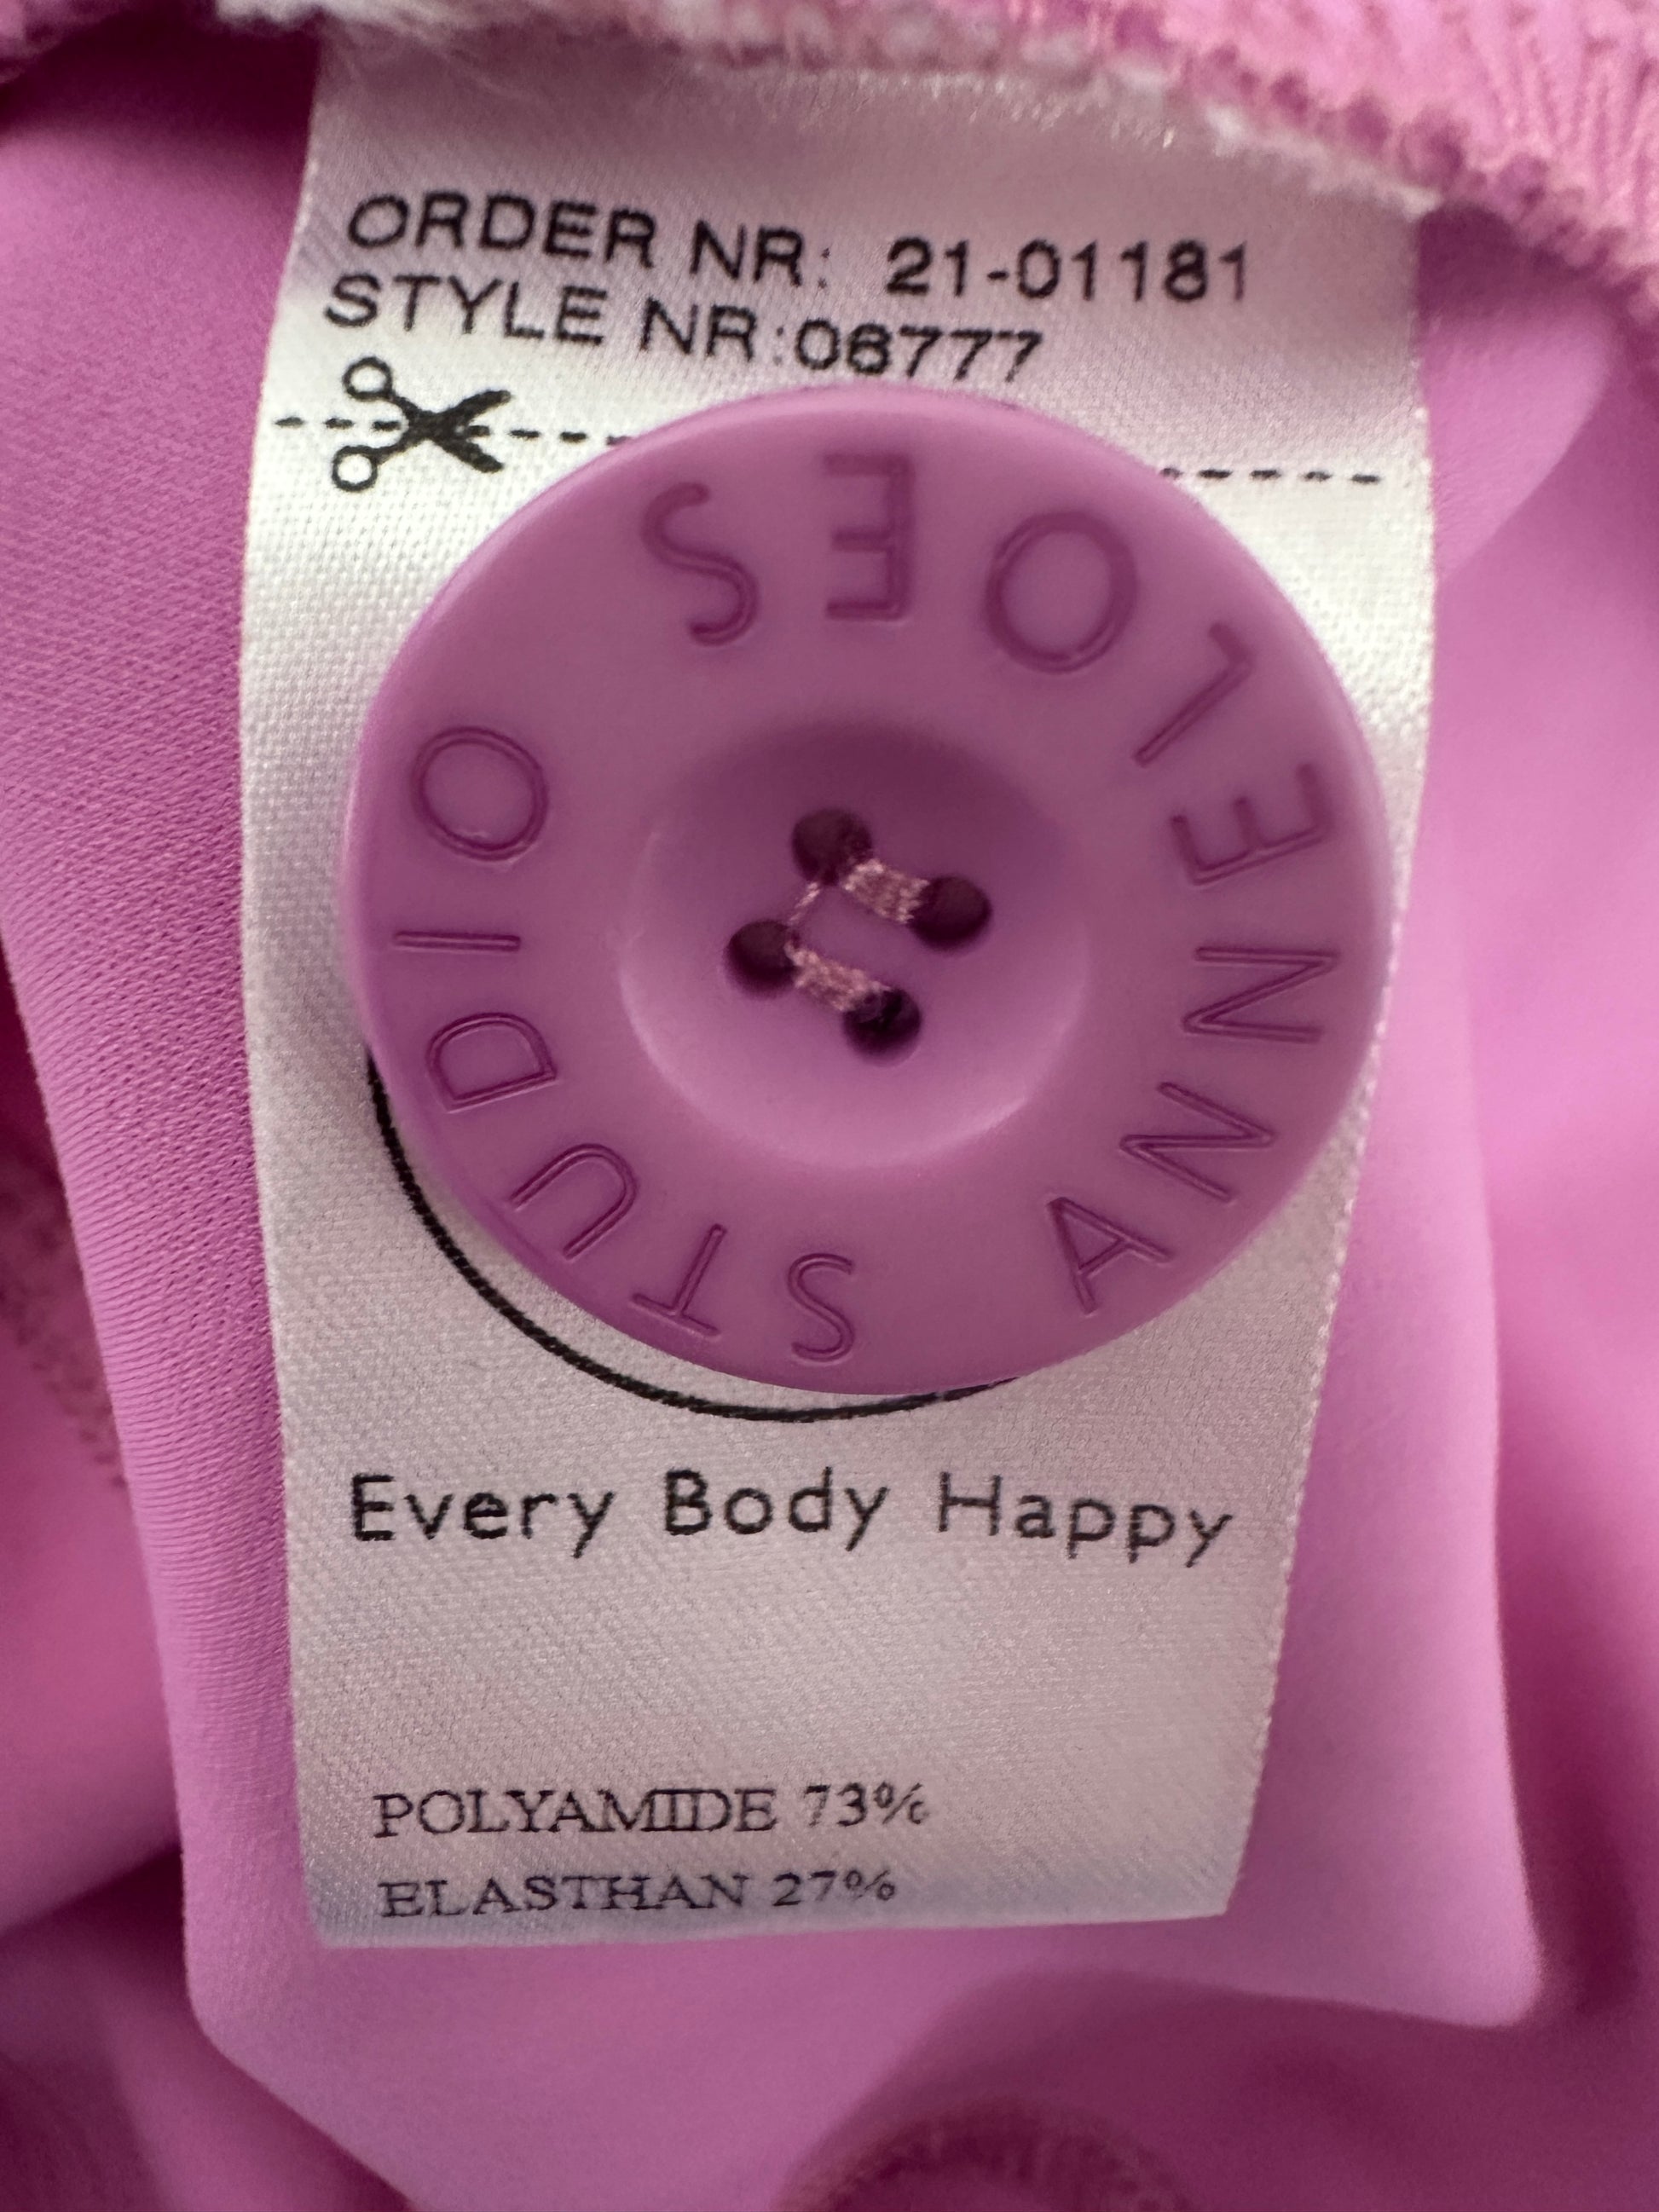 ORDER NR: 21-01181
STYLE NR:06777
STUDIO
ANNELOES
Every Body Happy
POLYAMIDE 73%
ELASTHAN 27%